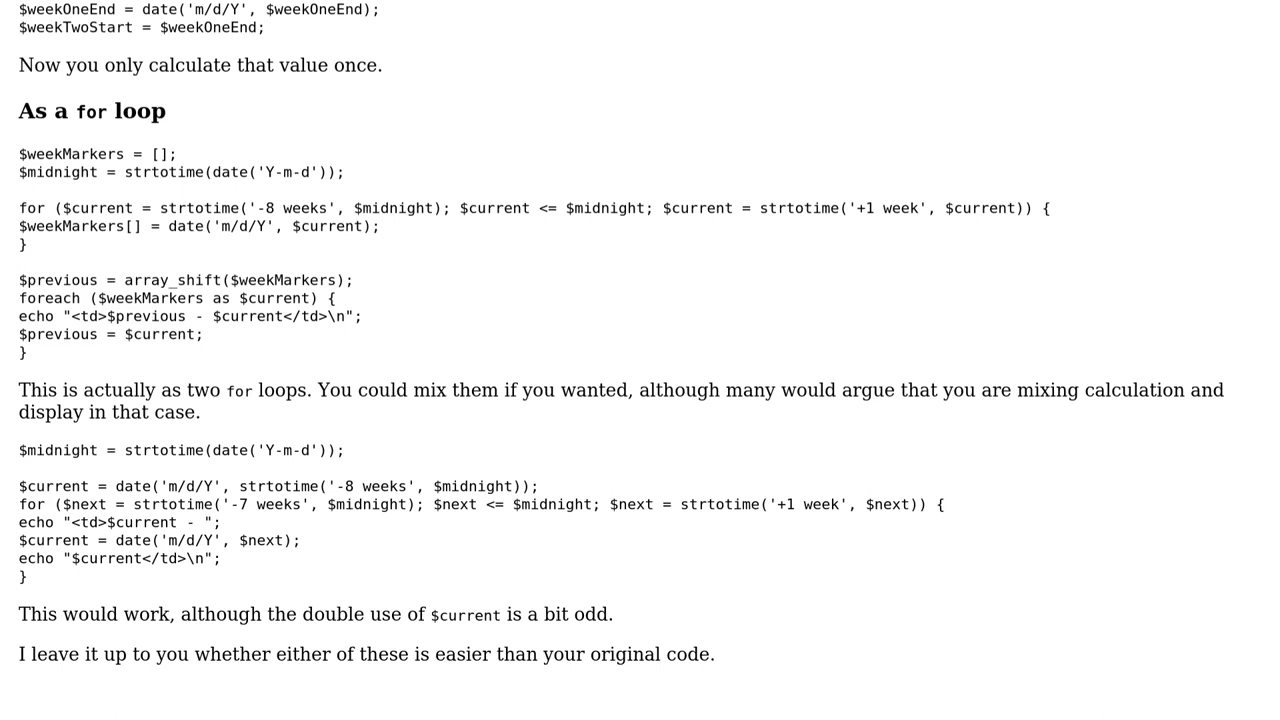 $weekOneEnd = date('m/d/Y', $weekOneEnd);
$weekTwoStart = $weekOneEnd;
Now you only calculate that value once.
As a for loop
$weekMarkers = [];
$midnight = strtotime(date('Y-m-d'));
for ($current = strtotime('-8 weeks', $midnight); $current <= $midnight; $current = strtotime('+1 week', $current)) {
$weekMarkers[] = date('m/d/Y', $current);
}
$previous = array_shift($weekMarkers);
foreach ($weekMarkers as $current) {
echo "<td>$previous - $current</td>\n";
$previous = $current;
}
This is actually as two for loops. You could mix them if you wanted, although many would argue that you are mixing calculation and
display in that case.
$midnight = strtotime(date('Y-m-d'));
$current = date('m/d/Y', strtotime('-8 weeks', $midnight));
for ($next = strtotime('-7 weeks', $midnight); $next <= $midnight; $next = strtotime('+1 week', $next)) {
echo "<td>$current - ";
$current = date('m/d/Y', $next);
echo "$current</td>\n";
}
This would work, although the double use of $current is a bit odd.
I leave it up to you whether either of these is easier than your original code.